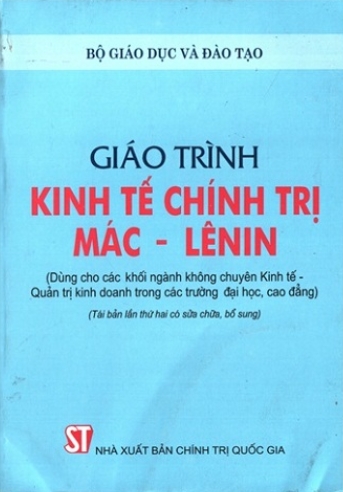 BỘ GIÁO DỤC VÀ ĐÀO TẠO
GIÁO TRÌNH
KINH TẾ CHÍNH TRỊ
MÁC - LÊNIN
(Dùng cho các khối ngành không chuyên Kinh tế -
Quản trị kinh doanh trong các trường đại học, cao đẳng)
(Tái bản lần thứ hai có sửa chữa, bổ sung)
ST NHÀ XUẤT BẢN CHÍNH TRỊ QUỐC GIA